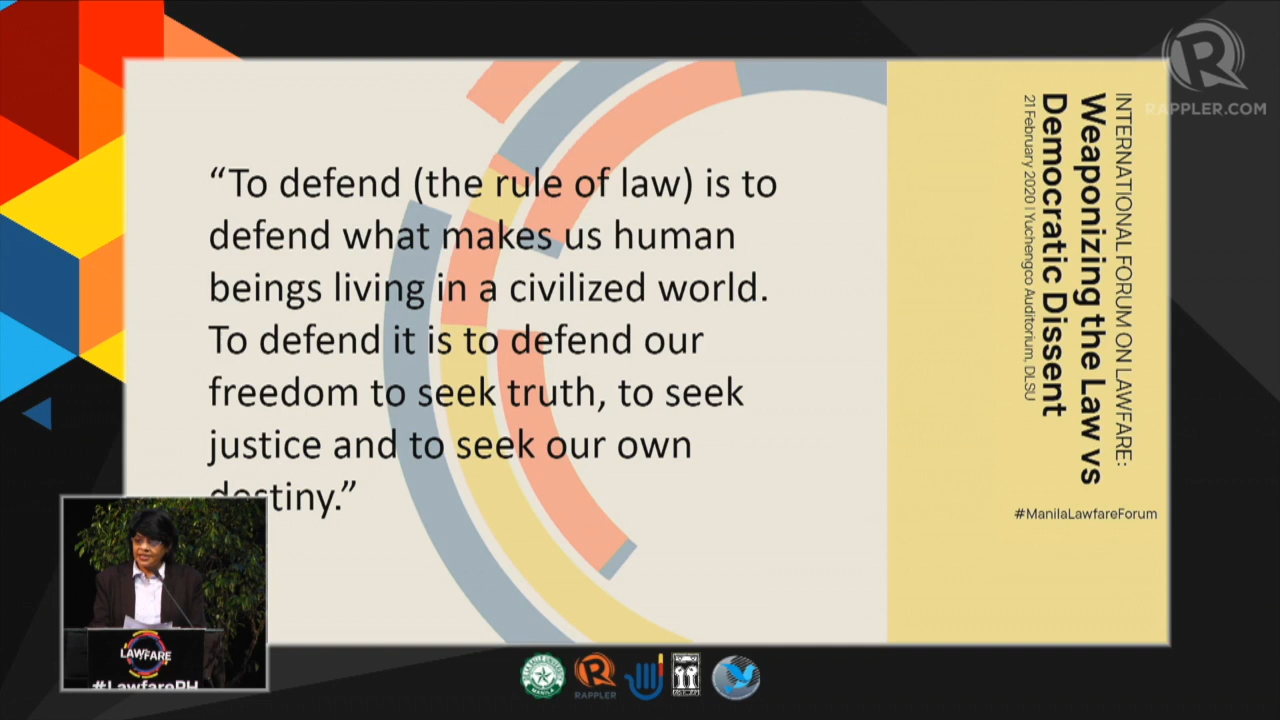 RAPPLER.COM
“To defend (the rule of law) is to
defend what makes us human
beings living in a civilized world.
To defend it is to defend our
freedom to seek truth, to seek
justice and to seek our own
destiny.”
INTERNATIONAL FORUM ON LAWFARE:
Weaponizing the Law vs
Democratic Dissent
21 February 2020 | Yuchengco Auditorium, DLSU
#ManilaLawfareForum
LAWFARE
#LawfarePH
RAPPLER